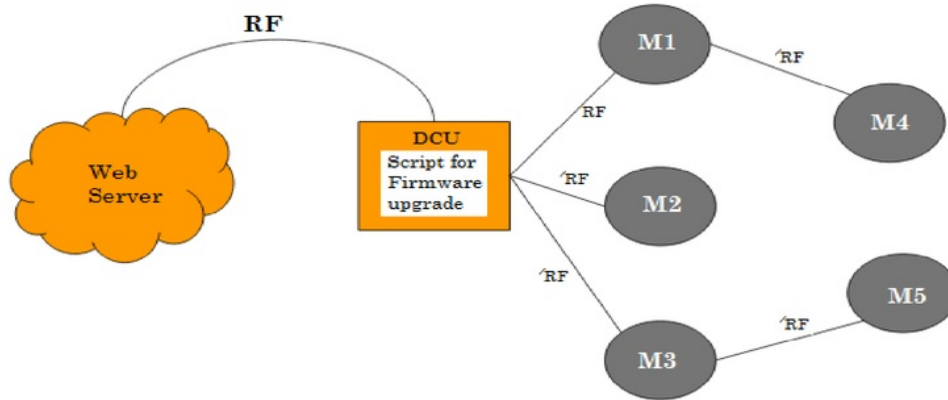 RF
M1
RF
M4
DCU
Script for
Firmware
upgrade
RF
Web
Server
RF
M2
RF
M5
RF
M3